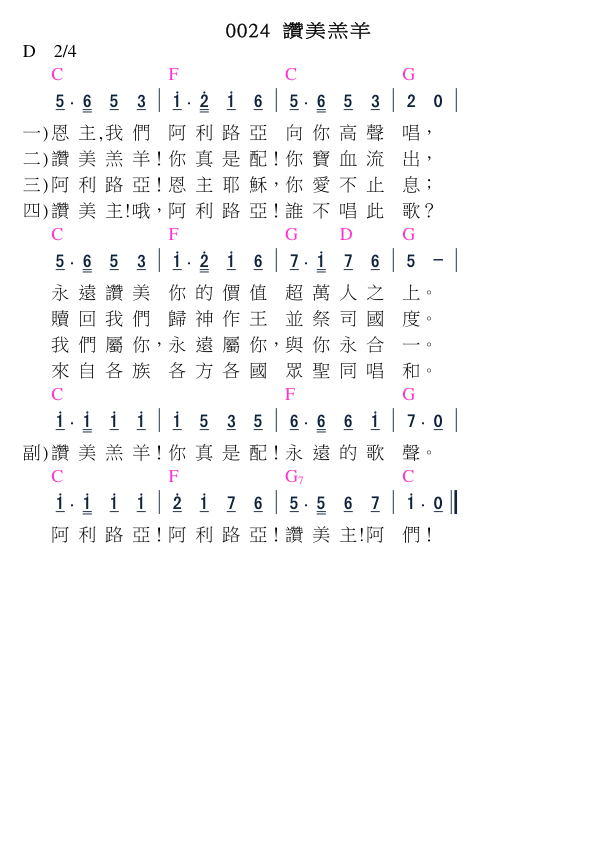 0024 讚美羔羊
D 2/4
C F C G
5· 6 5 3 | i· 2̇ i 6 | 5· 6 5 3 | 2 0 |
一)恩主,我們 阿利路亞 向你高聲唱，
二)讚美羔羊!你真是配!你寶血流出，
三)阿利路亞!恩主耶穌，你愛不止息；
四)讚美主!哦，阿利路亞!誰不唱此歌?
C F G D G
5· 6 5 3 | i· 2̇ i 6 | 7· i 7 6 | 5 − |
永遠讚美 你的價值 超萬人之上。
贖回我們 歸神作王 並祭司國度。
我們屬你，永遠屬你，與你永合一。
來自各族 各方各國 眾聖同唱和。
C F G
i· i i i | i 5 3 5 | 6· 6 6 i | 7· 0 |
副)讚美羔羊!你真是配!永遠的歌聲。
C F G7 C
i· i i i | 2̇ i 7 6 | 5· 5 6 7 | i· 0 ‖
阿利路亞!阿利路亞!讚美主!阿們!